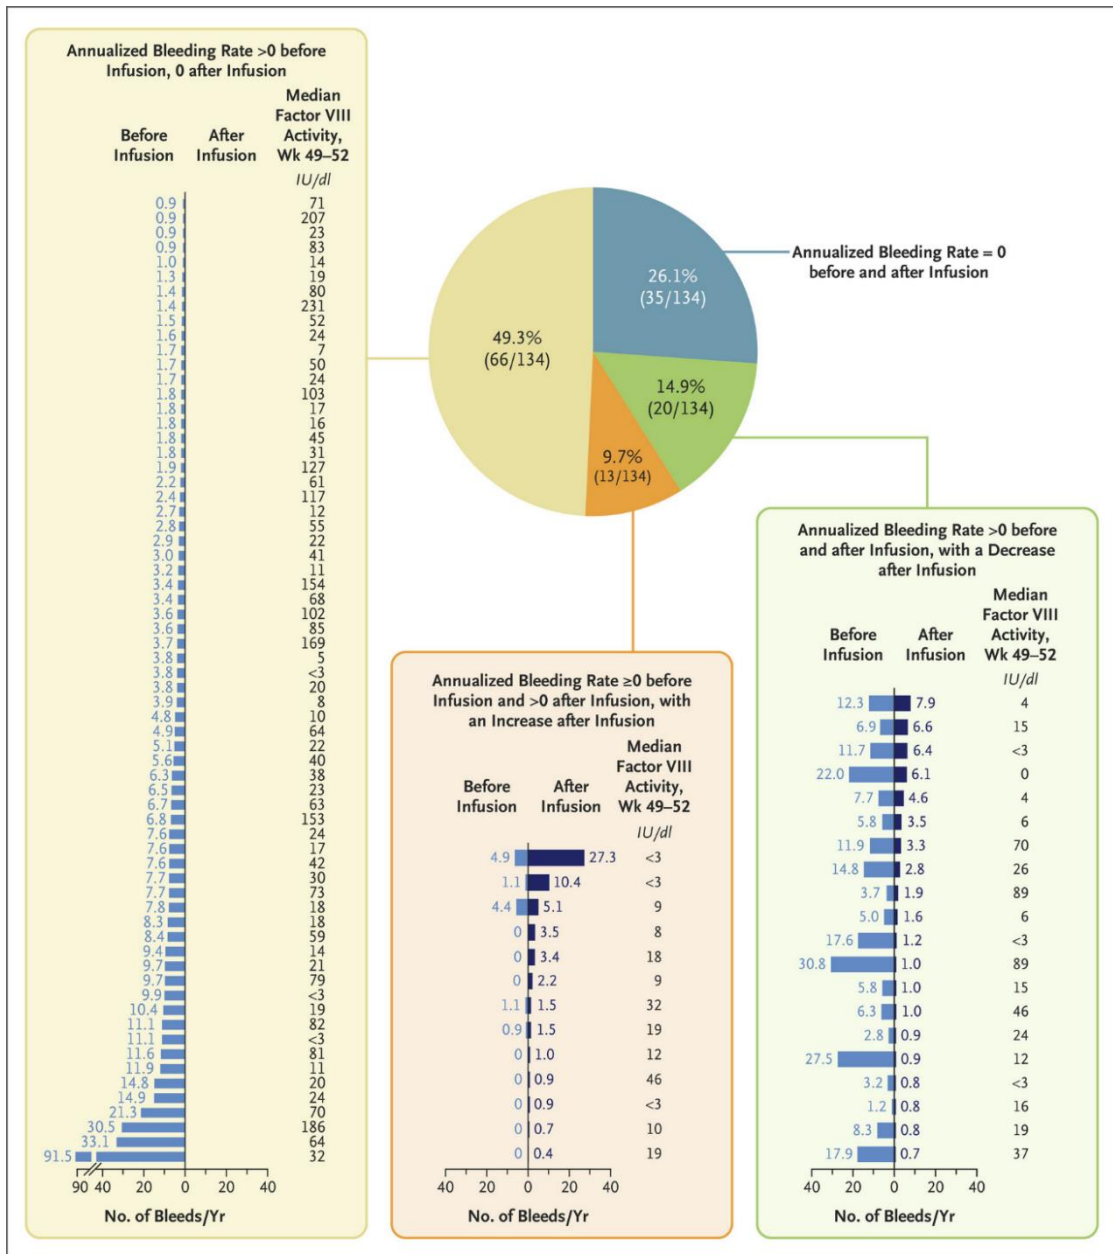 Annualized Bleeding Rate >0 before
Infusion, 0 after Infusion
Before
Infusion
After
Infusion
Median
Factor VIII
Activity,
Wk 49–52
IU/dl
0.9 71
0.9 207
0.9 23
0.9 83
1.0 14
1.3 19
1.4 80
1.4 231
1.5 52
1.6 24
1.7 7
1.7 50
1.7 24
1.8 103
1.8 17
1.8 16
1.8 45
1.8 31
1.9 127
2.2 61
2.4 117
2.7 12
2.8 55
2.9 22
3.0 41
3.2 11
3.4 154
3.4 68
3.6 102
3.6 85
3.7 169
3.8 5
3.8 <3
3.8 20
3.9 8
4.8 10
4.9 64
5.1 22
5.6 40
6.3 38
6.5 23
6.7 63
6.8 153
7.6 24
7.6 17
7.6 42
7.7 30
7.7 73
7.8 18
8.3 18
8.4 59
9.4 14
9.7 21
9.7 79
9.9 <3
10.4 19
11.1 82
11.1 <3
11.6 81
11.9 11
14.8 20
14.9 24
21.3 70
30.5 186
33.1 64
91.5 32
90 40 20 0 20 40
No. of Bleeds/Yr
26.1%
(35/134)
49.3%
(66/134)
14.9%
(20/134)
9.7%
(13/134)
Annualized Bleeding Rate = 0
before and after Infusion
Annualized Bleeding Rate ≥0 before
Infusion and >0 after Infusion, with
an Increase after Infusion
Before
Infusion
After
Infusion
Median
Factor VIII
Activity,
Wk 49–52
IU/dl
4.9 27.3 <3
1.1 10.4 <3
4.4 5.1 9
0 3.5 8
0 3.4 18
0 2.2 9
1.1 1.5 32
0.9 1.5 19
0 1.0 12
0 0.9 46
0 0.9 <3
0 0.7 10
0 0.4 19
40 20 0 20 40
No. of Bleeds/Yr
Annualized Bleeding Rate >0 before
and after Infusion, with a Decrease
after Infusion
Before
Infusion
After
Infusion
Median
Factor VIII
Activity,
Wk 49–52
IU/dl
12.3 7.9 4
6.9 6.6 15
11.7 6.4 <3
22.0 6.1 0
7.7 4.6 4
5.8 3.5 6
11.9 3.3 70
14.8 2.8 26
3.7 1.9 89
5.0 1.6 6
17.6 1.2 <3
30.8 1.0 89
5.8 1.0 15
6.3 1.0 46
2.8 0.9 24
27.5 0.9 12
3.2 0.8 <3
1.2 0.8 16
8.3 0.8 19
17.9 0.7 37
40 20 0 20 40
No. of Bleeds/Yr